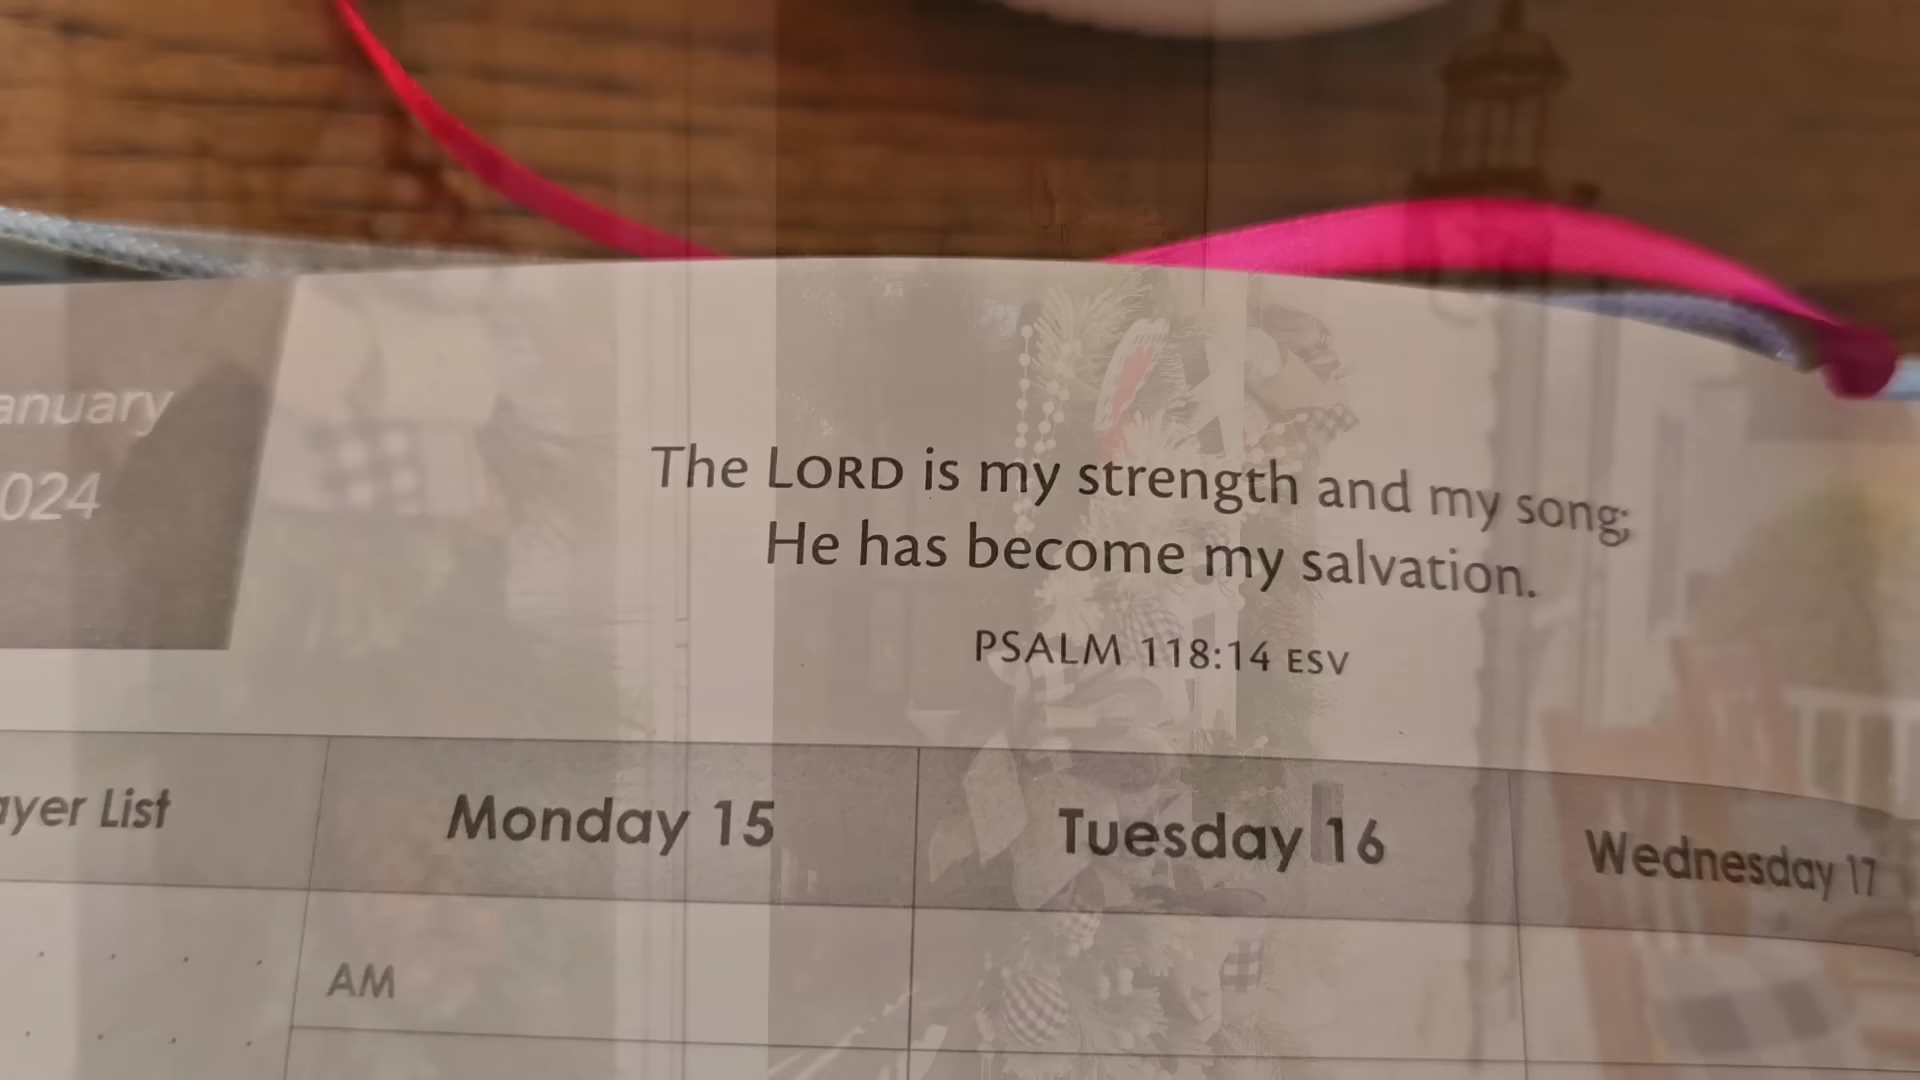 anuary
024
The LORD is my strength and my song;
He has become my salvation.
PSALM 118:14 ESV
ayer List
Monday 15
Tuesday 16
Wednesday 17
AM